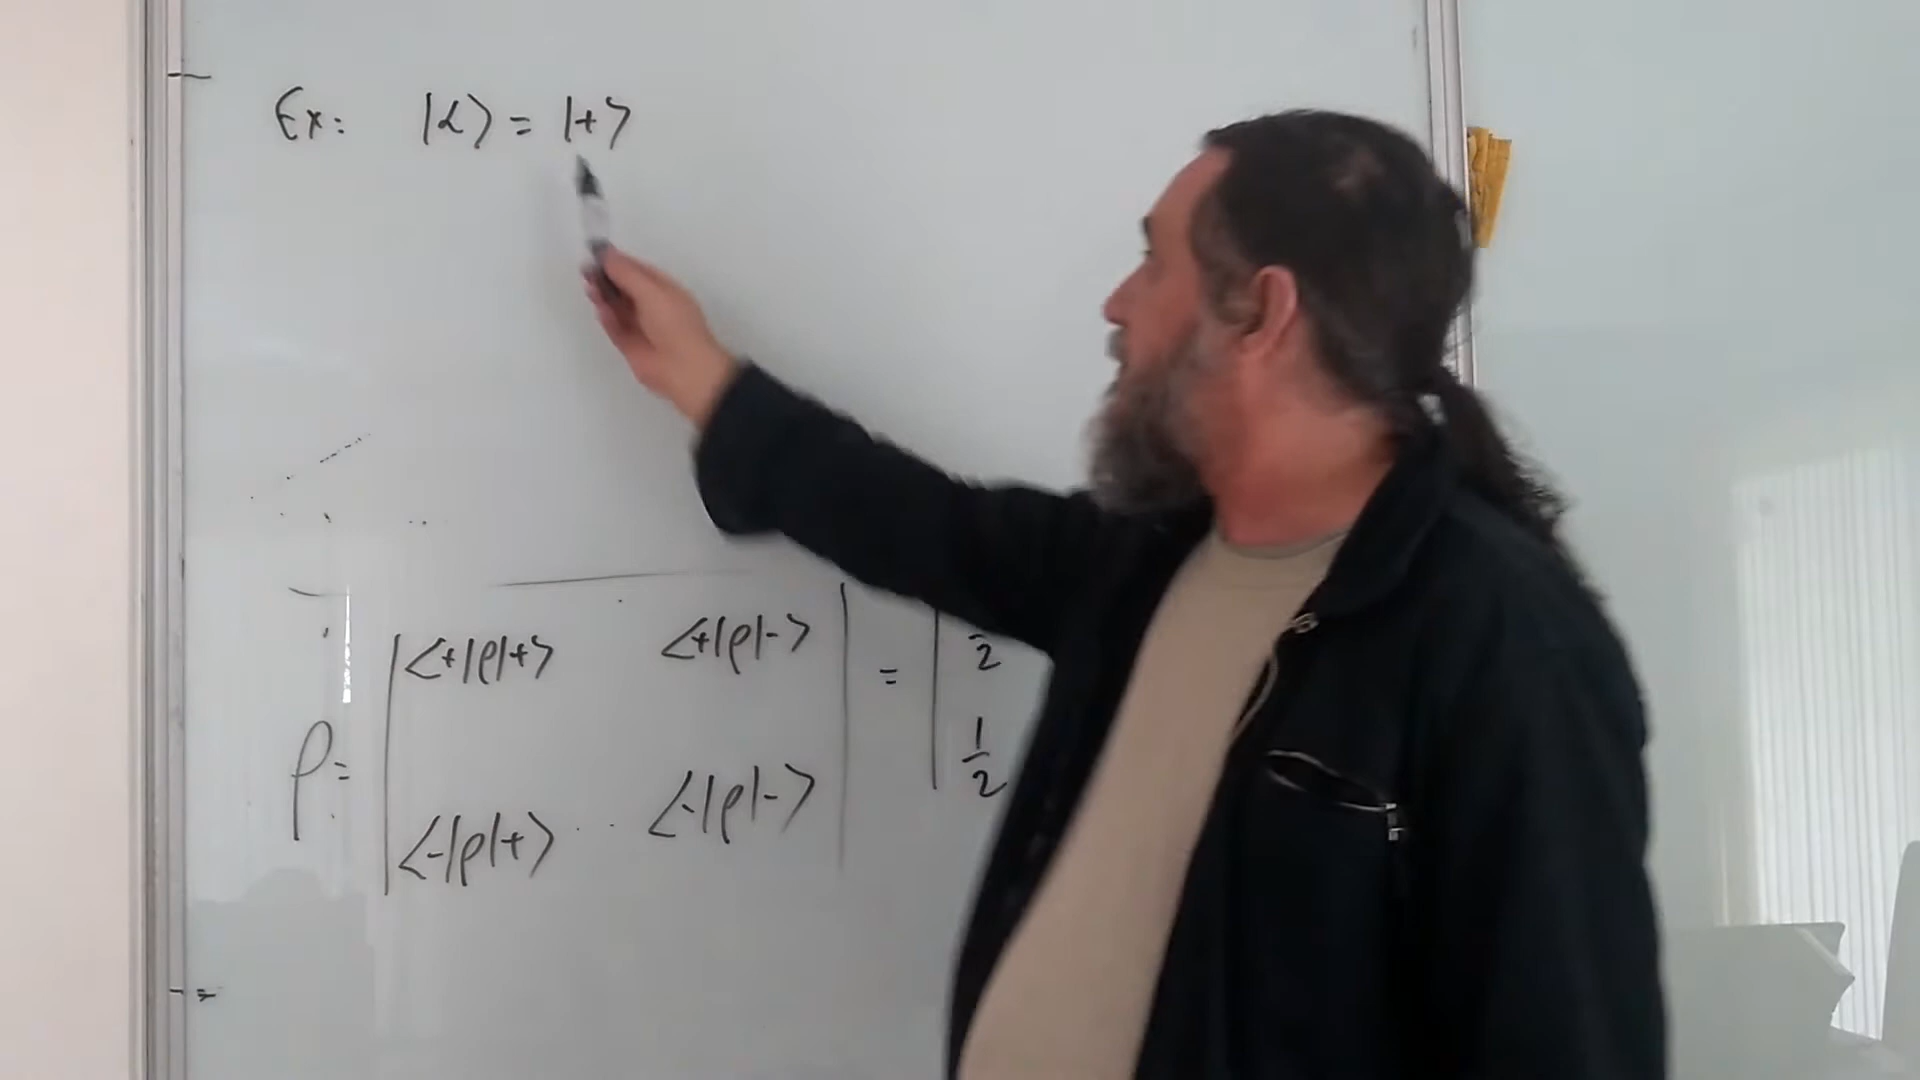 Ex: |α⟩ = |+⟩
ρ = | ⟨+|ρ|+⟩ ⟨+|ρ|-⟩ | = | 2
⟨-|ρ|+⟩ ⟨-|ρ|-⟩ 1/2